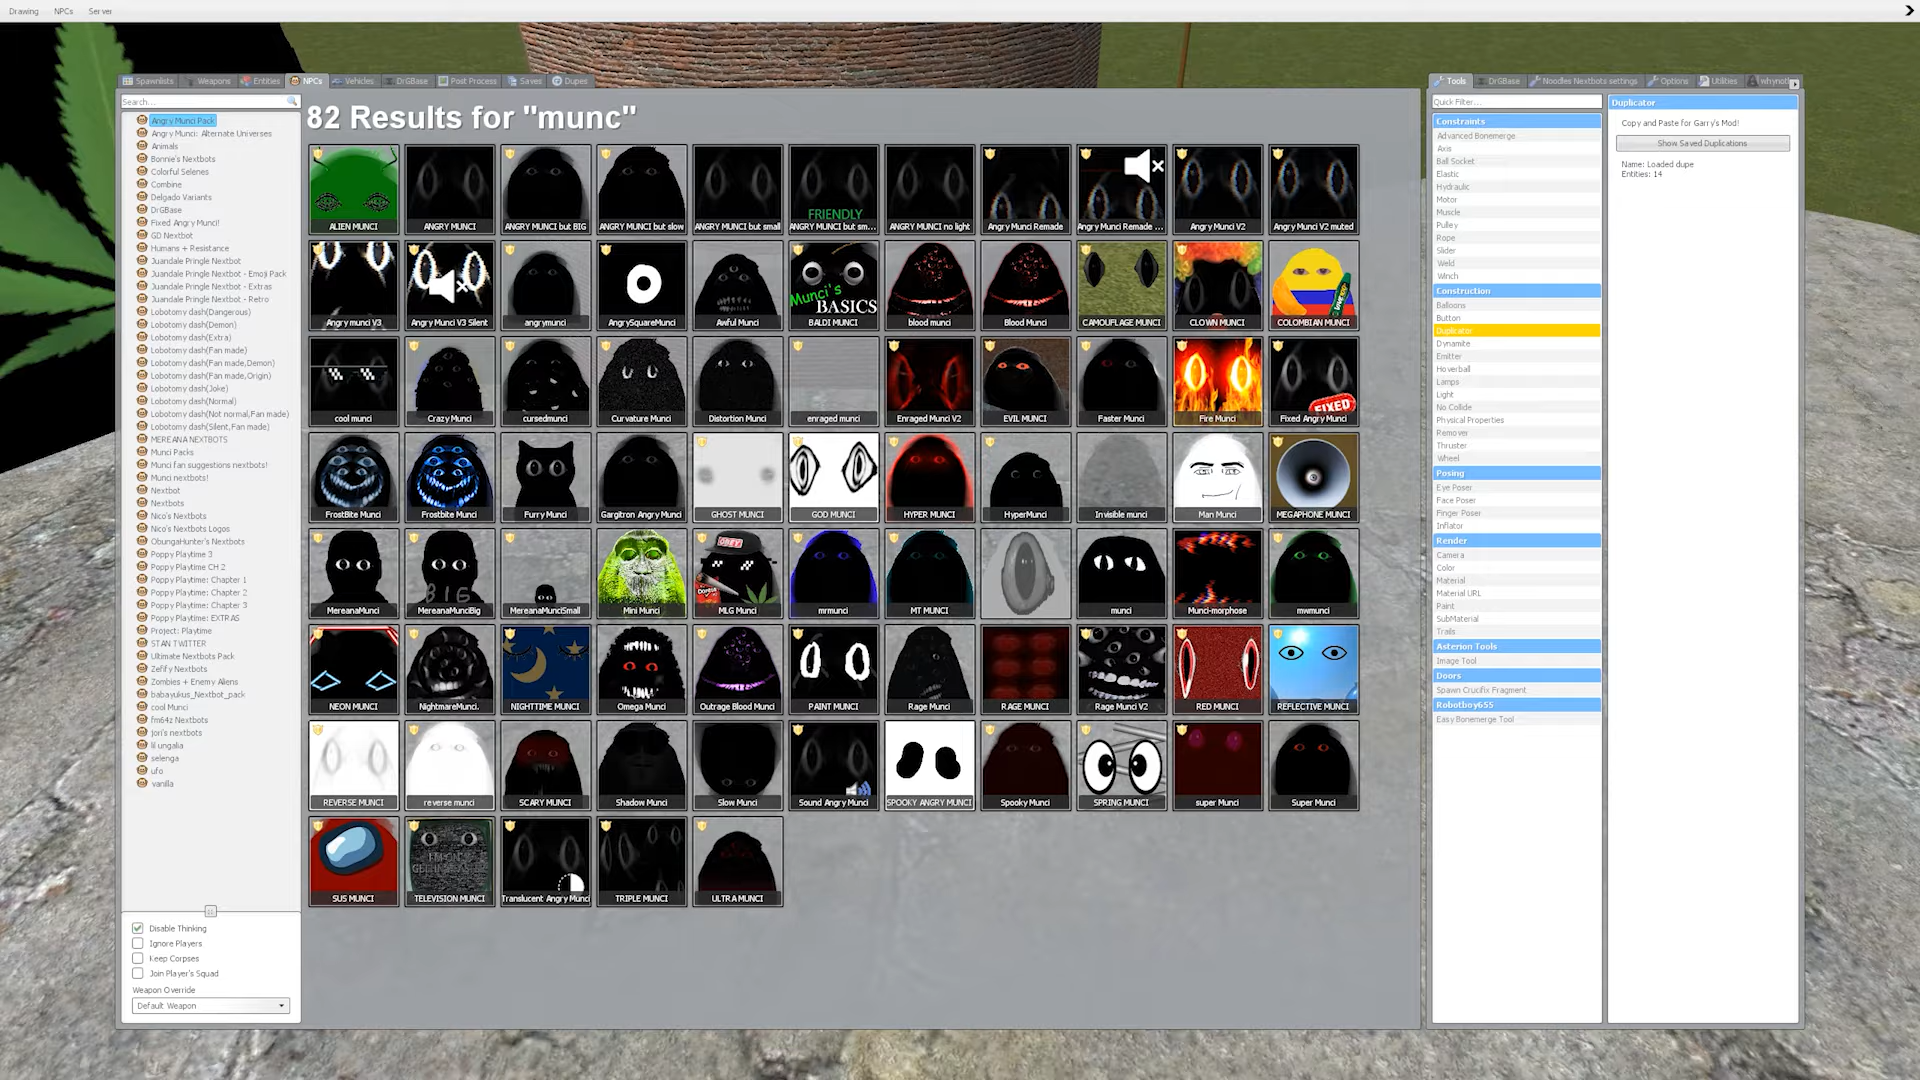 Drawing NPCs Server
Spawnlists Weapons Entities NPCs Vehicles DrGBase Post Process Saves Dupes
Search...
Angry Munci Pack
Angry Munci: Alternate Universes
Animals
Bonnie's Nextbots
Colorful Selenes
Combine
Delgado Variants
DrGBase
Fixed Angry Munci!
GD Nextbot
Humans + Resistance
Juandale Pringle Nextbot
Juandale Pringle Nextbot - Emoji Pack
Juandale Pringle Nextbot - Extras
Juandale Pringle Nextbot - Retro
Lobotomy dash(Dangerous)
Lobotomy dash(Demon)
Lobotomy dash(Extra)
Lobotomy dash(Fan made)
Lobotomy dash(Fan made,Demon)
Lobotomy dash(Fan made,Origin)
Lobotomy dash(Joke)
Lobotomy dash(Normal)
Lobotomy dash(Not normal,Fan made)
Lobotomy dash(Silent,Fan made)
MEREANA NEXTBOTS
Munci Packs
Munci fan suggestions nextbots!
Munci nextbots!
Nextbot
Nextbots
Nico's Nextbots
Nico's Nextbots Logos
ObungaHunter's Nextbots
Poppy Playtime 3
Poppy Playtime CH 2
Poppy Playtime: Chapter 1
Poppy Playtime: Chapter 2
Poppy Playtime: Chapter 3
Poppy Playtime: EXTRAS
Project: Playtime
STAN TWITTER
Ultimate Nextbots Pack
Zefify Nextbots
Zombies + Enemy Aliens
babayukus_Nextbot_pack
cool Munci
fm64z Nextbots
jori's nextbots
lil ungalia
selenga
ufo
vanilla
Disable Thinking
Ignore Players
Keep Corpses
Join Player's Squad
Weapon Override
Default Weapon
82 Results for "munc"
FRIENDLY
ALIEN MUNCI ANGRY MUNCI ANGRY MUNCI but BIG ANGRY MUNCI but slow ANGRY MUNCI but small ANGRY MUNCI but sm... ANGRY MUNCI no light Angry Munci Remade Angry Munci Remade ... Angry Munci V2 Angry Munci V2 muted
Munci's
BASICS
Angry munci V3 Angry Munci V3 Silent angrymunci AngrySquareMunci Awful Munci BALDI MUNCI blood munci Blood Munci CAMOUFLAGE MUNCI CLOWN MUNCI COLOMBIAN MUNCI
FIXED
cool munci Crazy Munci cursedmunci Curvature Munci Distortion Munci enraged munci Enraged Munci V2 EVIL MUNCI Faster Munci Fire Munci Fixed Angry Munci
FrostBite Munci Frostbite Munci Furry Munci Gargitron Angry Munci GHOST MUNCI GOD MUNCI HYPER MUNCI HyperMunci Invisible munci Man Munci MEGAPHONE MUNCI
OBEY
Doritos
BIG
MereanaMunci MereanaMunciBig MereanaMunciSmall Mini Munci MLG Munci mrmunci MT MUNCI munci Munci-morphose mwmunci
NEON MUNCI NightmareMunci. NIGHTTIME MUNCI Omega Munci Outrage Blood Munci PAINT MUNCI Rage Munci RAGE MUNCI Rage Munci V2 RED MUNCI REFLECTIVE MUNCI
REVERSE MUNCI reverse munci SCARY MUNCI Shadow Munci Slow Munci Sound Angry Munci SPOOKY ANGRY MUNCI Spooky Munci SPRING MUNCI super Munci Super Munci
SUS MUNCI TELEVISION MUNCI Translucent Angry Munci TRIPLE MUNCI ULTRA MUNCI
Tools DrGBase Noodles Nextbots settings Options Utilities whynot
Quick Filter...
Constraints
Advanced Bonemerge
Axis
Ball Socket
Elastic
Hydraulic
Motor
Muscle
Pulley
Rope
Slider
Weld
Winch
Construction
Balloons
Button
Duplicator
Dynamite
Emitter
Hoverball
Lamps
Light
No Collide
Physical Properties
Remover
Thruster
Wheel
Posing
Eye Poser
Face Poser
Finger Poser
Inflator
Render
Camera
Color
Material
Material URL
Paint
SubMaterial
Trails
Asterion Tools
Image Tool
Doors
Spawn Crucifix Fragment
Robotboy655
Easy Bonemerge Tool
Duplicator
Copy and Paste for Garry's Mod!
Show Saved Duplications
Name: Loaded dupe
Entities: 14